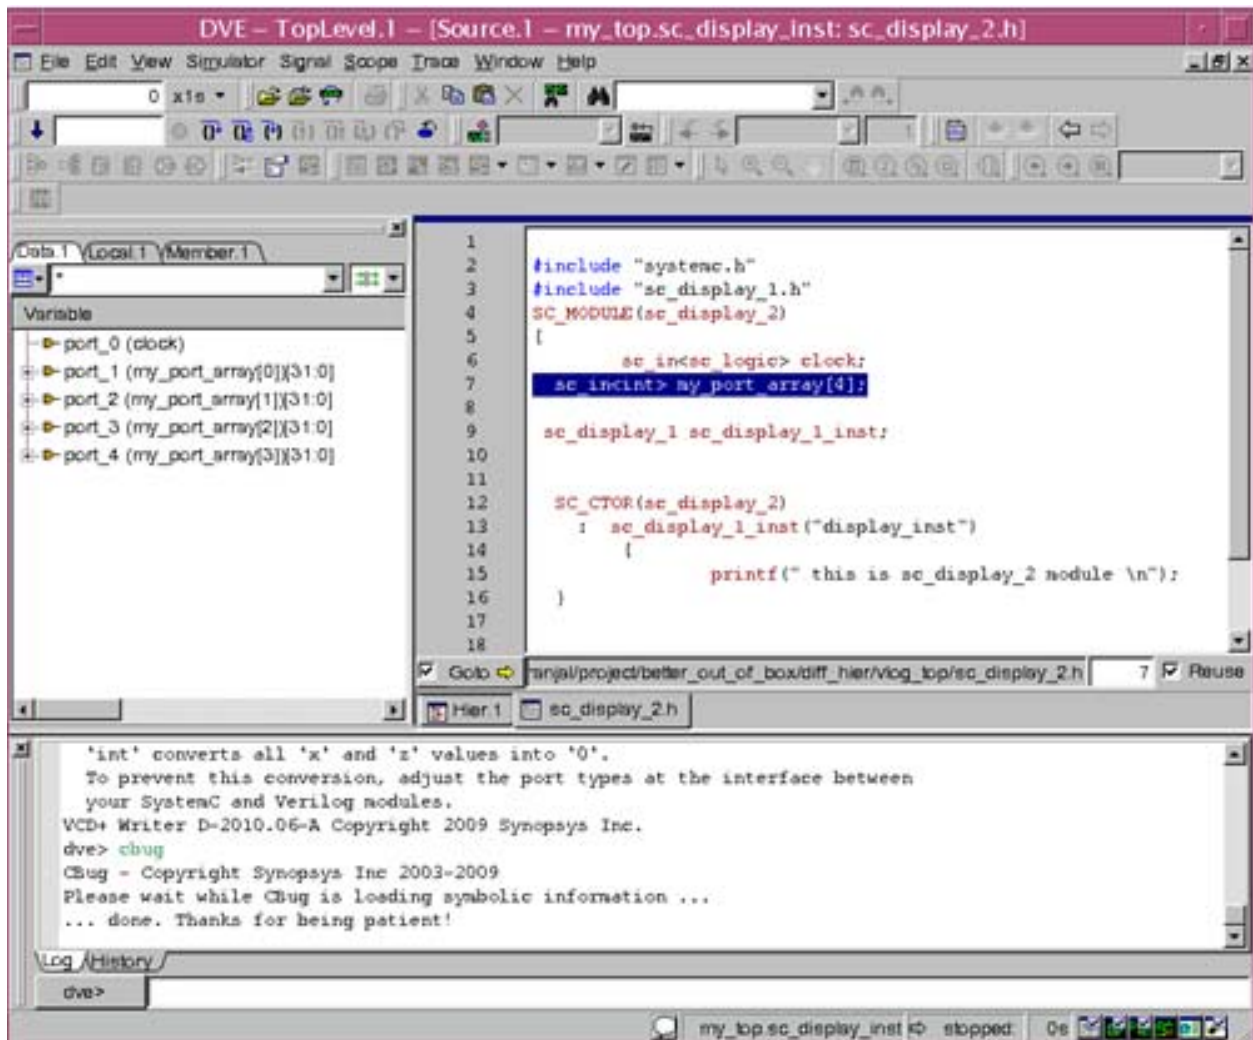 DVE – TopLevel.1 – [Source.1 – my_top.sc_display_inst: sc_display_2.h]
File Edit View Simulator Signal Scope Trace Window Help
0 x1s
Data.1 Local.1 Member.1
*
Variable
port_0 (clock)
port_1 (my_port_array[0])[31:0]
port_2 (my_port_array[1])[31:0]
port_3 (my_port_array[2])[31:0]
port_4 (my_port_array[3])[31:0]
1
2 #include "systemc.h"
3 #include "sc_display_1.h"
4 SC_MODULE(sc_display_2)
5 {
6 sc_in<sc_logic> clock;
7 sc_in<int> my_port_array[4];
8
9 sc_display_1 sc_display_1_inst;
10
11
12 SC_CTOR(sc_display_2)
13 : sc_display_1_inst("display_inst")
14 {
15 printf(" this is sc_display_2 module \n");
16 }
17
18
Goto ranjal/project/better_out_of_box/diff_hier/vlog_top/sc_display_2.h 7 Reuse
Hier.1 sc_display_2.h
'int' converts all 'x' and 'z' values into '0'.
To prevent this conversion, adjust the port types at the interface between
your SystemC and Verilog modules.
VCD+ Writer D-2010.06-A Copyright 2009 Synopsys Inc.
dve> cbug
CBug - Copyright Synopsys Inc 2003-2009
Please wait while CBug is loading symbolic information ...
... done. Thanks for being patient!
Log History
dve>
my_top.sc_display_inst stopped: 0s